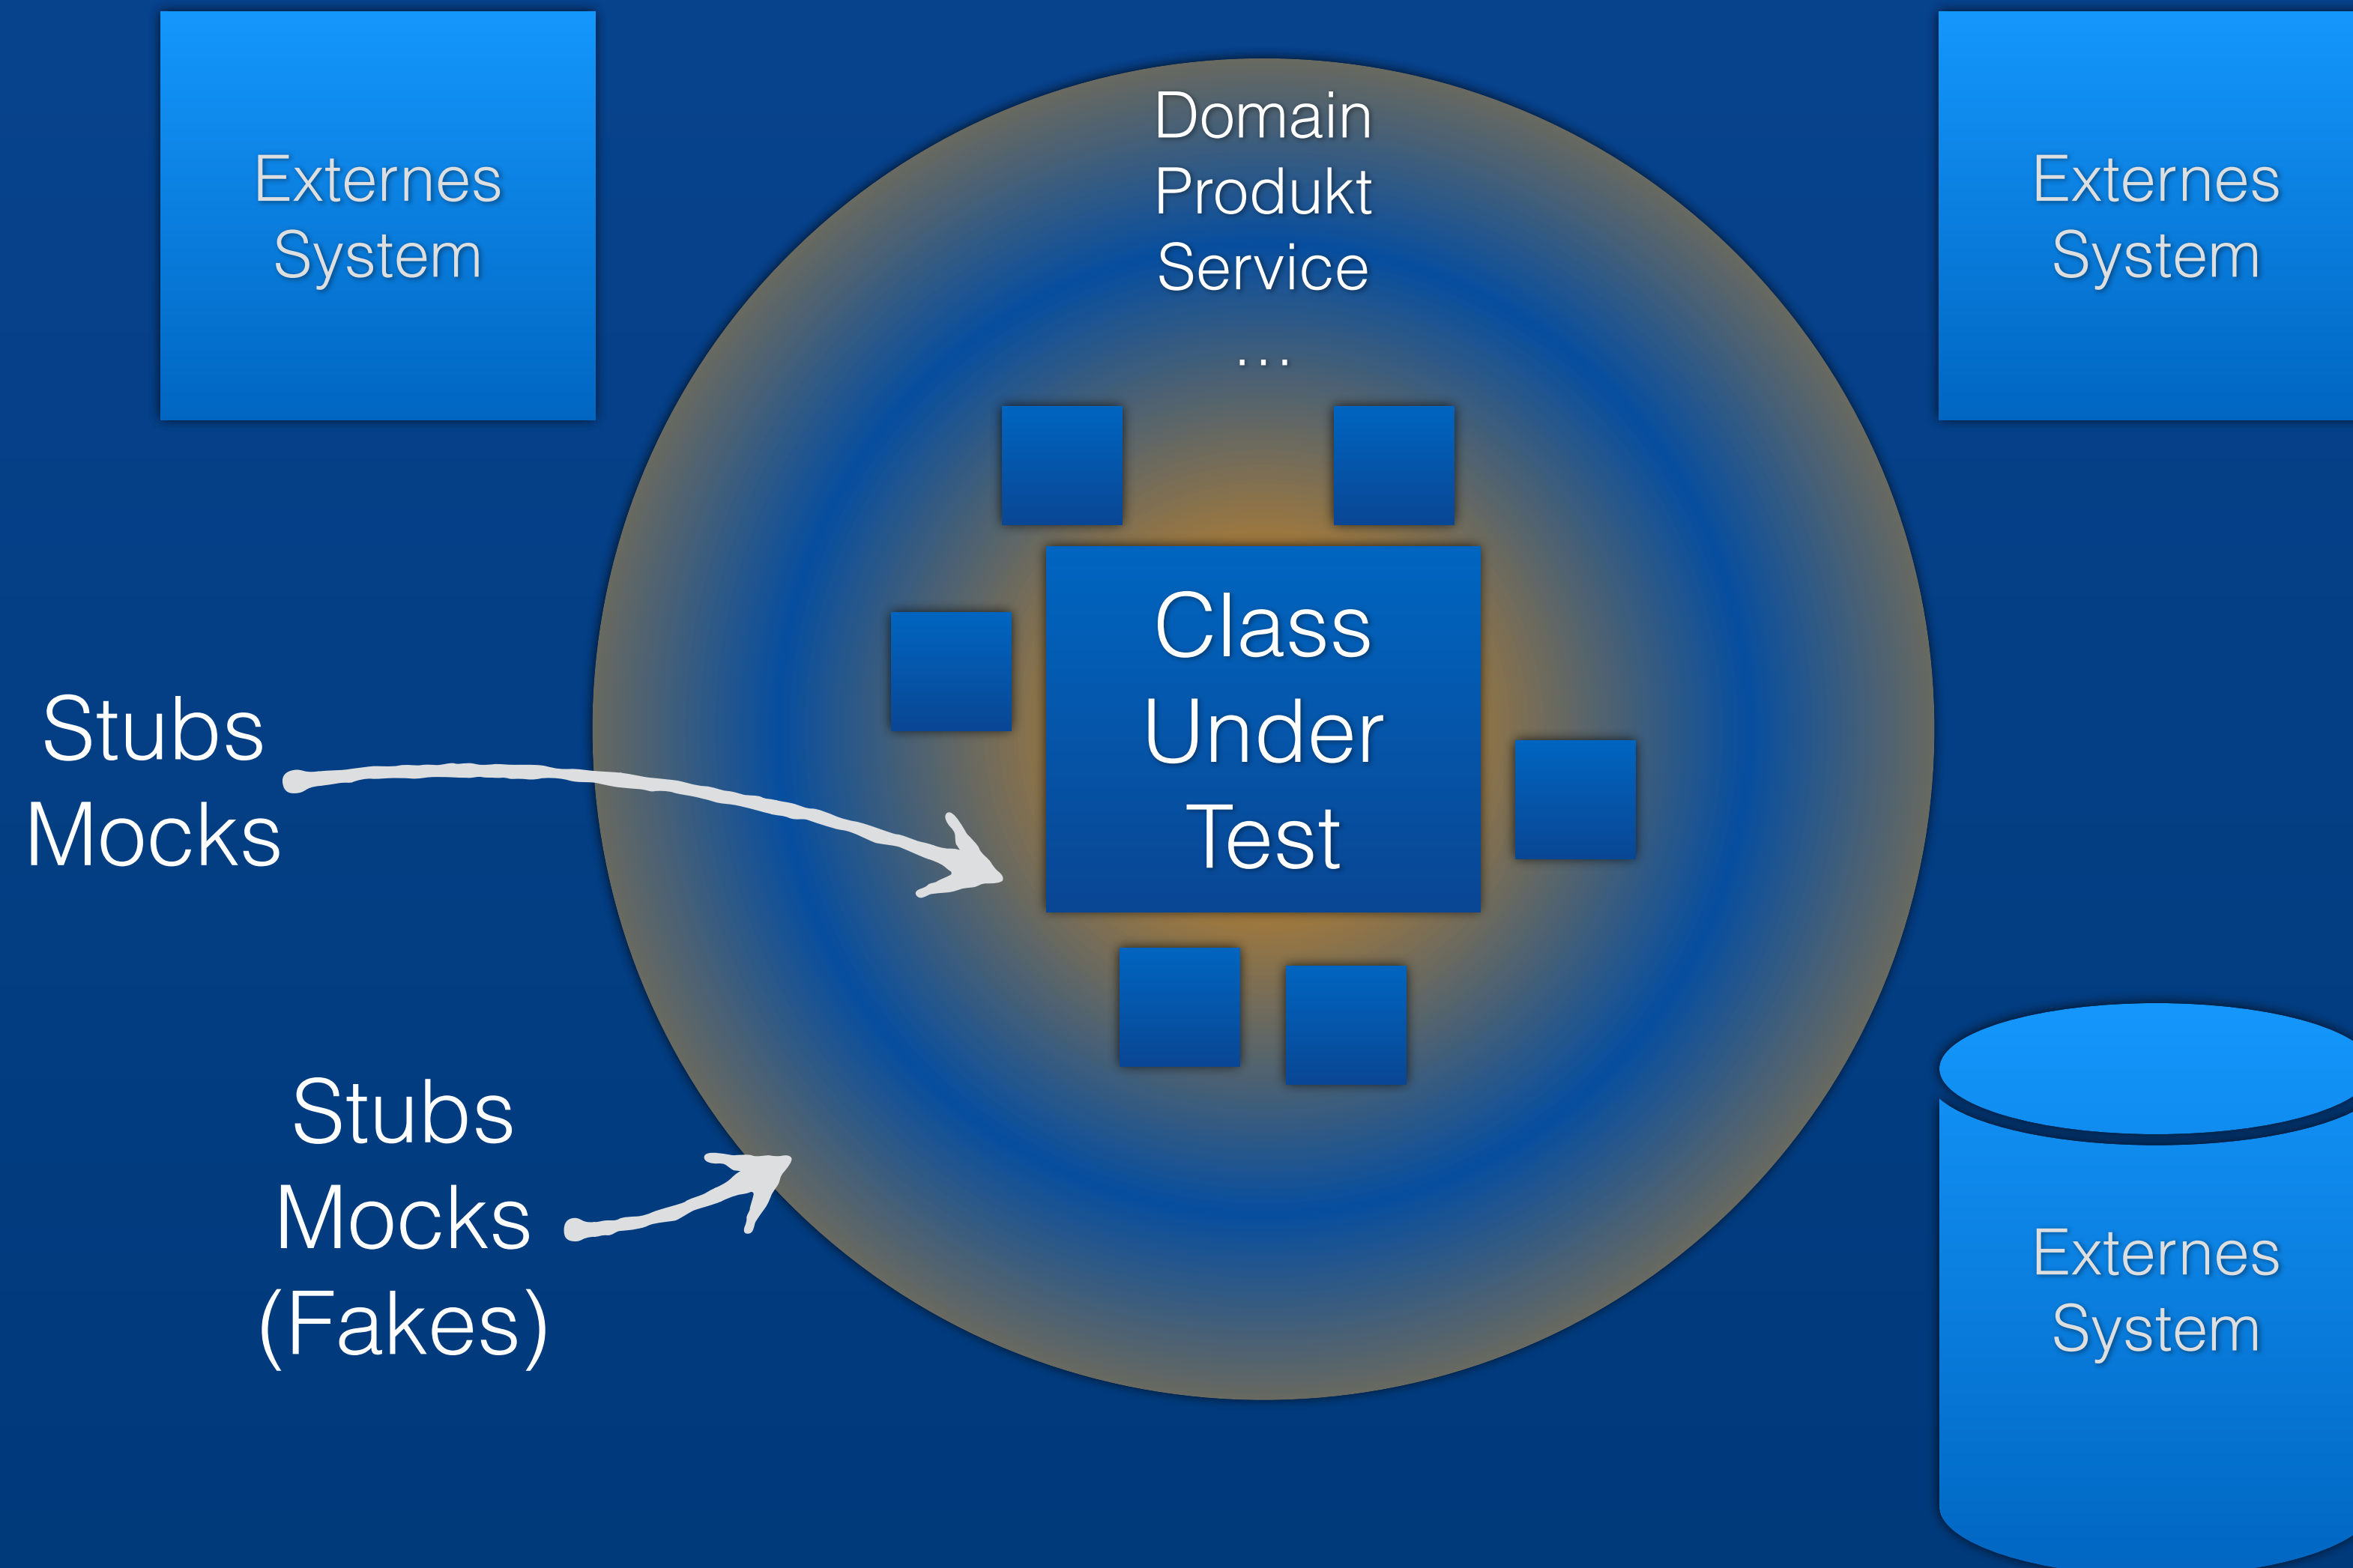 Externes
System
Domain
Produkt
Service
...
Externes
System
Class
Under
Test
Stubs
Mocks
Stubs
Mocks
(Fakes)
Externes
System